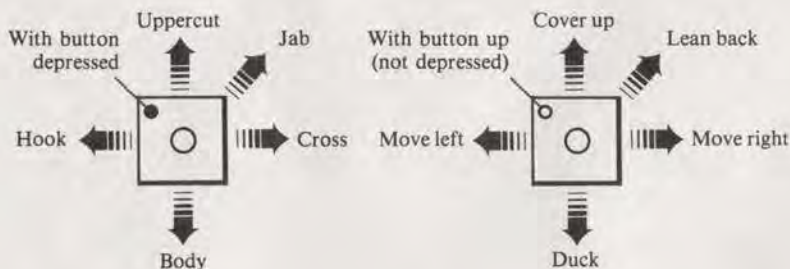 Uppercut
With button
depressed
Jab
Hook
Cross
Body
Cover up
With button up
(not depressed)
Lean back
Move left
Move right
Duck